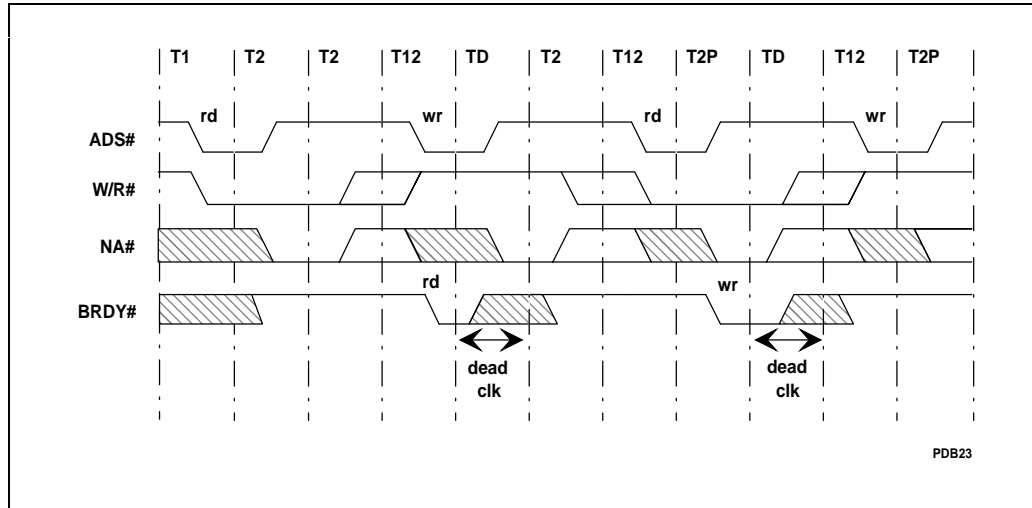 T1 T2 T2 T12 TD T2 T12 T2P TD T12 T2P
rd wr rd wr
ADS#
W/R#
NA#
rd wr
BRDY#
dead dead
clk clk
PDB23